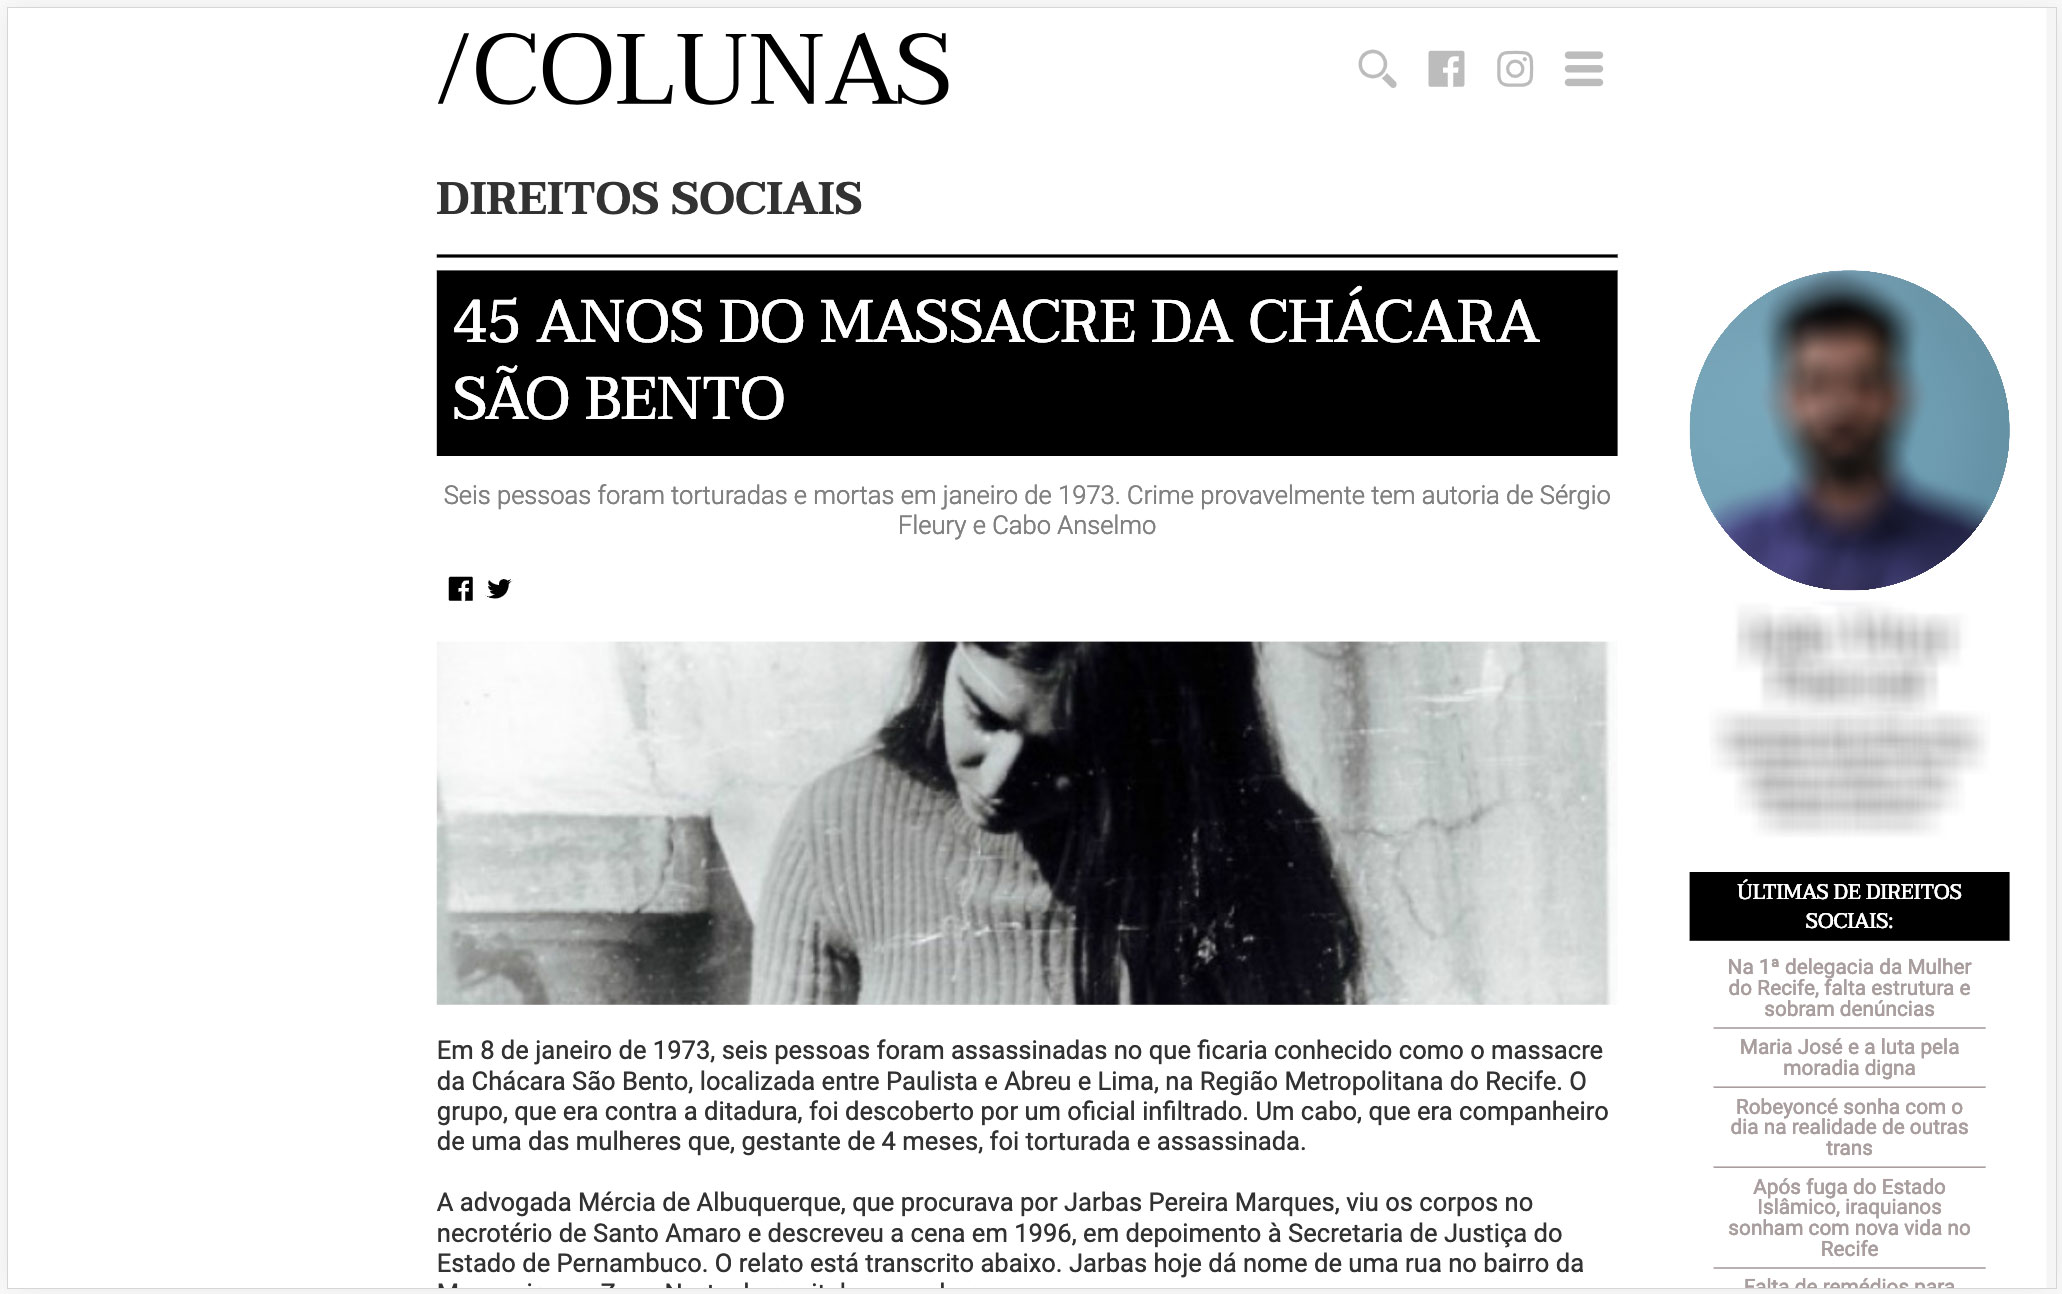 /COLUNAS
DIREITOS SOCIAIS
45 ANOS DO MASSACRE DA CHÁCARA
SÃO BENTO
Seis pessoas foram torturadas e mortas em janeiro de 1973. Crime provavelmente tem autoria de Sérgio
Fleury e Cabo Anselmo
Em 8 de janeiro de 1973, seis pessoas foram assassinadas no que ficaria conhecido como o massacre
da Chácara São Bento, localizada entre Paulista e Abreu e Lima, na Região Metropolitana do Recife. O
grupo, que era contra a ditadura, foi descoberto por um oficial infiltrado. Um cabo, que era companheiro
de uma das mulheres que, gestante de 4 meses, foi torturada e assassinada.
A advogada Mércia de Albuquerque, que procurava por Jarbas Pereira Marques, viu os corpos no
necrotério de Santo Amaro e descreveu a cena em 1996, em depoimento à Secretaria de Justiça do
Estado de Pernambuco. O relato está transcrito abaixo. Jarbas hoje dá nome de uma rua no bairro da
ÚLTIMAS DE DIREITOS
SOCIAIS:
Na 1ª delegacia da Mulher
do Recife, falta estrutura e
sobram denúncias
Maria José e a luta pela
moradia digna
Robeyoncé sonha com o
dia na realidade de outras
trans
Após fuga do Estado
Islâmico, iraquianos
sonham com nova vida no
Recife
Falta de remédios para